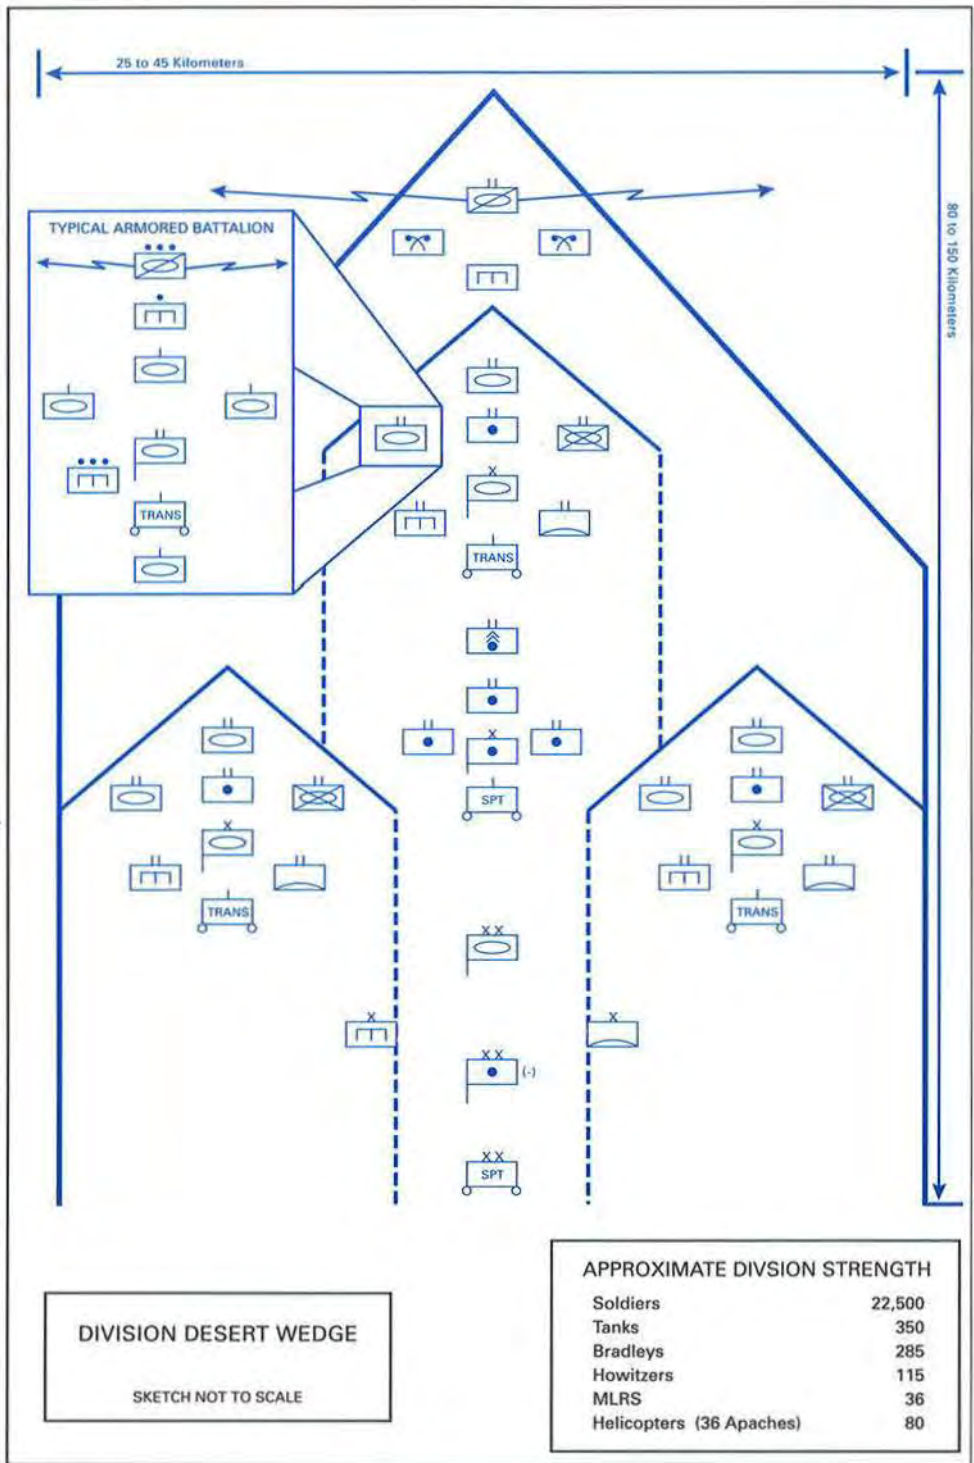 25 to 45 Kilometers
80 to 150 Kilometers
TYPICAL ARMORED BATTALION
TRANS
TRANS
SPT
TRANS
TRANS
(-)
SPT
DIVISION DESERT WEDGE
SKETCH NOT TO SCALE
APPROXIMATE DIVSION STRENGTH
Soldiers 22,500
Tanks 350
Bradleys 285
Howitzers 115
MLRS 36
Helicopters (36 Apaches) 80